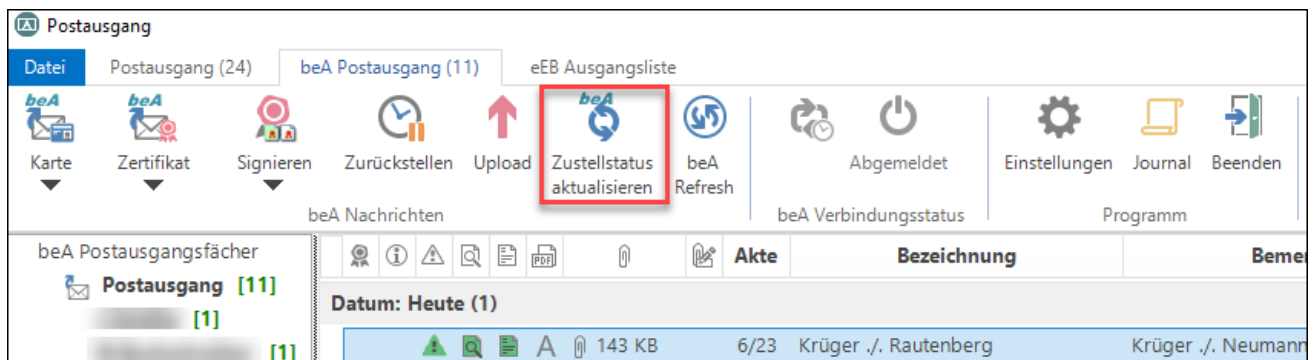 Postausgang
Datei Postausgang (24) beA Postausgang (11) eEB Ausgangsliste
beA beA beA
Karte Zertifikat Signieren Zurückstellen Upload Zustellstatus beA Abgemeldet Einstellungen Journal Beenden
aktualisieren Refresh
beA Nachrichten beA Verbindungsstatus Programm
beA Postausgangsfächer PDF Akte Bezeichnung Bemer
Postausgang [11]
Datum: Heute (1)
[1]
A 143 KB 6/23 Krüger ./. Rautenberg Krüger ./. Neumann
[1]